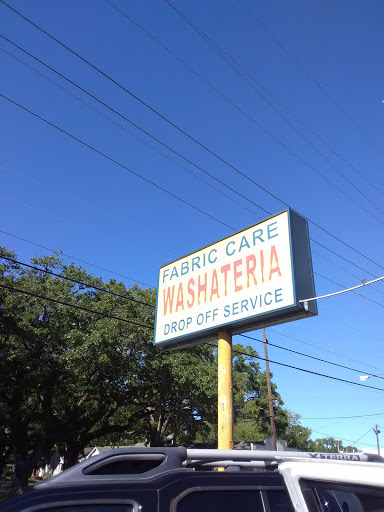 FABRIC CARE
WASHATERIA
DROP OFF SERVICE